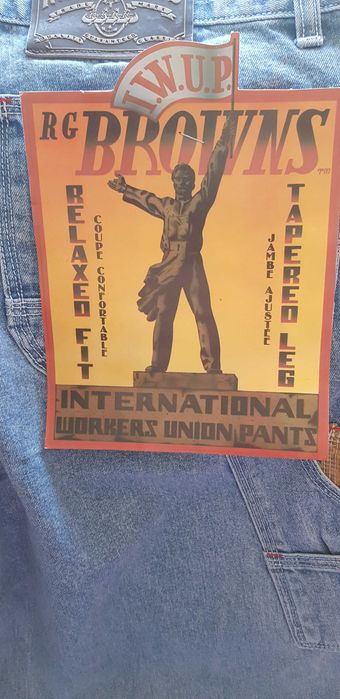 I.W.U.P.
RG BROWNS TM
RELAXED FIT
COUPE CONFORTABLE
TAPERED LEG
JAMBE AJUSTÉE
INTERNATIONAL
WORKERS UNION PANTS